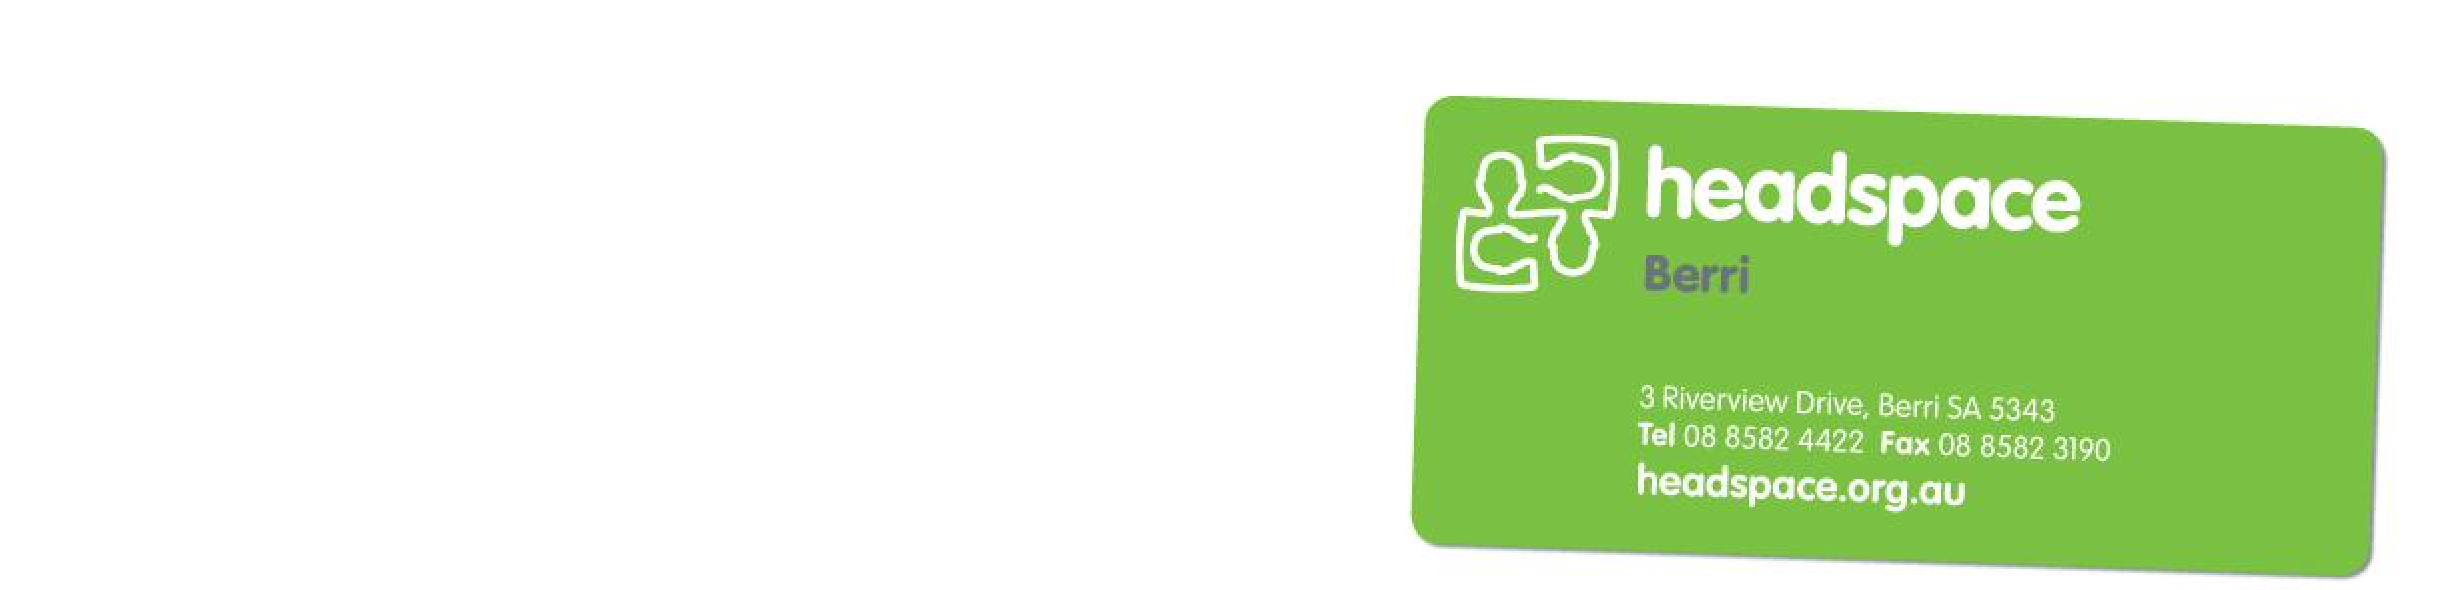 headspace
Berri
3 Riverview Drive, Berri SA 5343
Tel 08 8582 4422 Fax 08 8582 3190
headspace.org.au